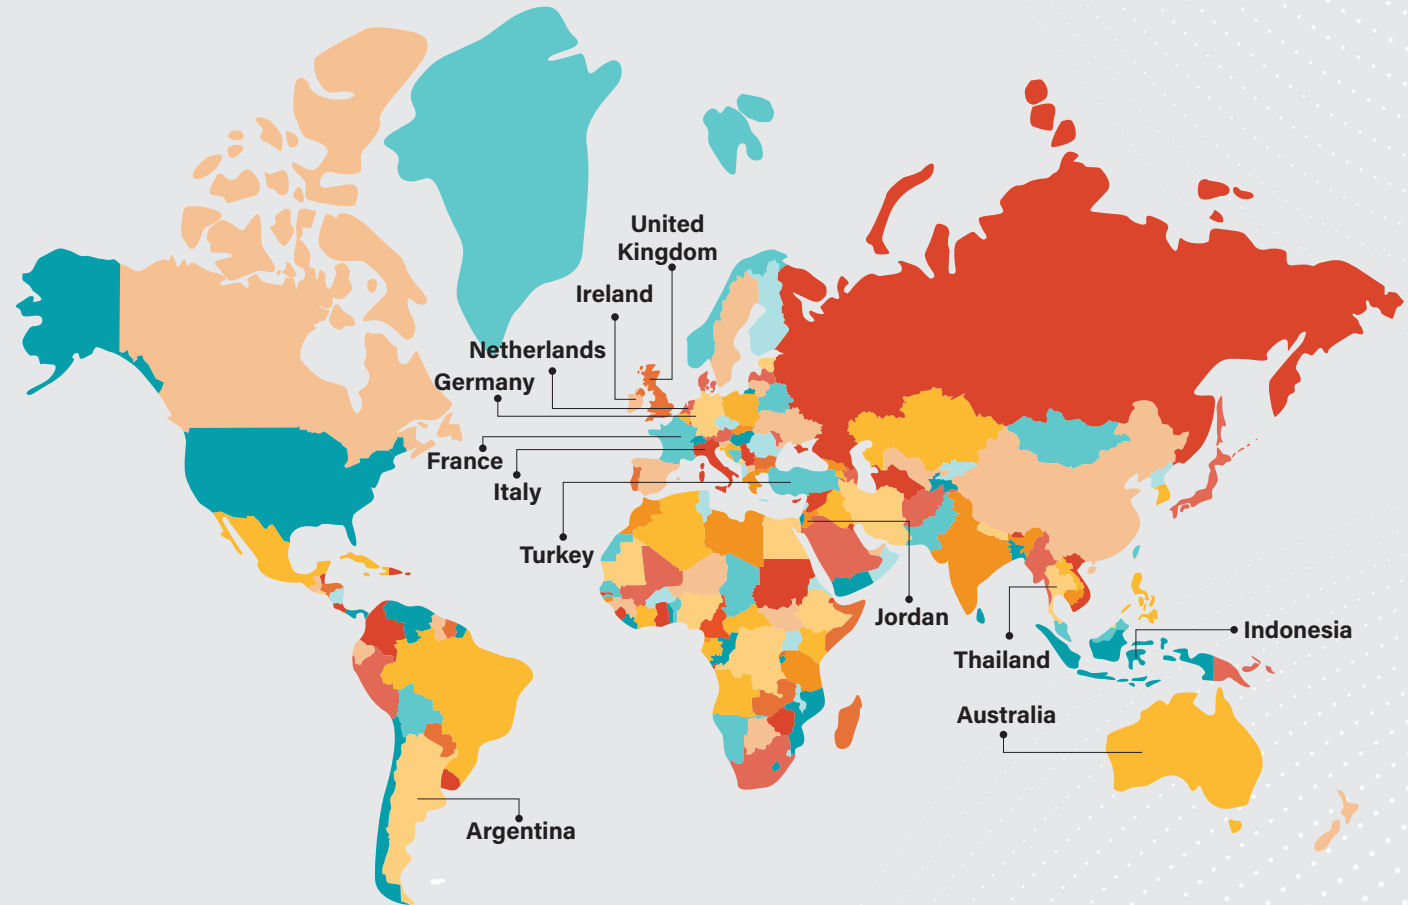 United
Kingdom
Ireland
Netherlands
Germany
France
Italy
Turkey
Jordan
Thailand
Indonesia
Australia
Argentina